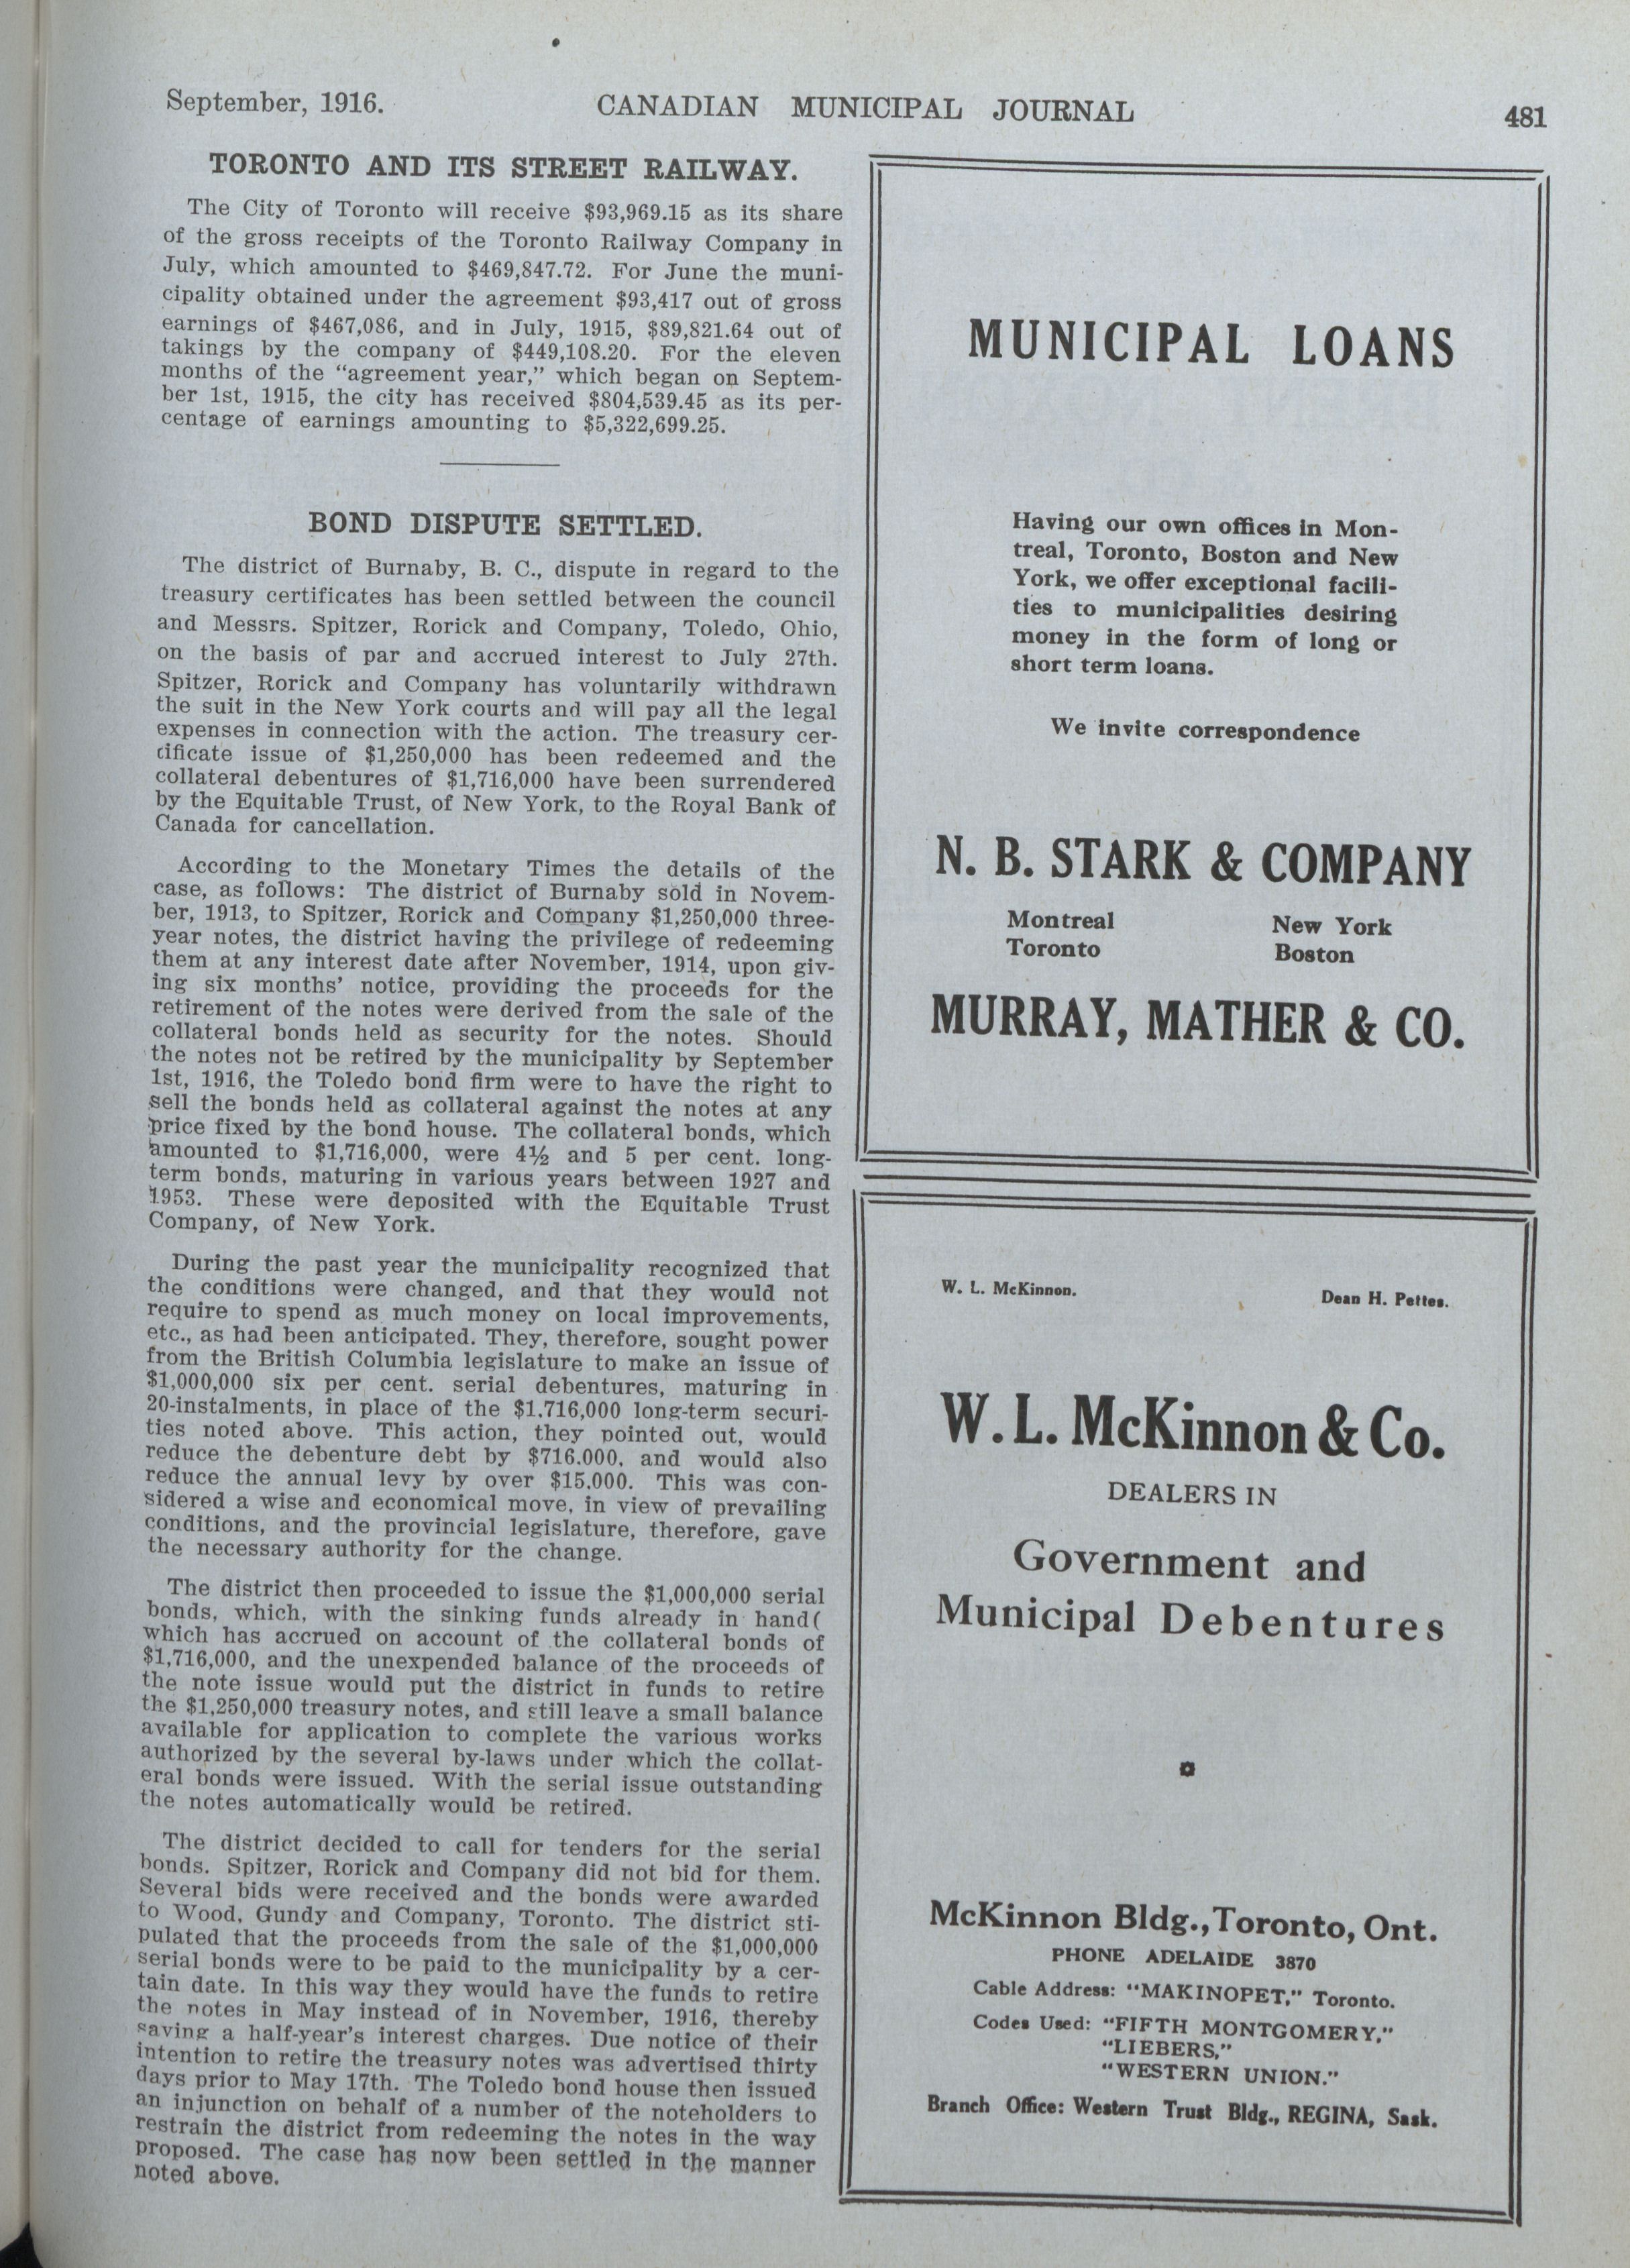 September, 1916.
CANADIAN MUNICIPAL JOURNAL
481
TORONTO AND ITS STREET RAILWAY.
The City of Toronto will receive $93,969.15 as its share
of the gross receipts of the Toronto Railway Company in
July, which amounted to $469,847.72. For June the muni-
cipality obtained under the agreement $93,417 out of gross
earnings of $467,086, and in July, 1915, $89,821.64 out of
takings by the company of $449,108.20. For the eleven
months of the “agreement year,” which began on Septem-
ber 1st, 1915, the city has received $804,539.45 as its per-
centage of earnings amounting to $5,322,699.25.
BOND DISPUTE SETTLED.
The district of Burnaby, B. C., dispute in regard to the
treasury certificates has been settled between the council
and Messrs. Spitzer, Rorick and Company, Toledo, Ohio,
on the basis of par and accrued interest to July 27th.
Spitzer, Rorick and Company has voluntarily withdrawn
the suit in the New York courts and will pay all the legal
expenses in connection with the action. The treasury cer-
tificate issue of $1,250,000 has been redeemed and the
collateral debentures of $1,716,000 have been surrendered
by the Equitable Trust, of New York, to the Royal Bank of
Canada for cancellation.
According to the Monetary Times the details of the
case, as follows: The district of Burnaby sold in Novem-
ber, 1913, to Spitzer, Rorick and Company $1,250,000 three-
year notes, the district having the privilege of redeeming
them at any interest date after November, 1914, upon giv-
ing six months’ notice, providing the proceeds for the
retirement of the notes were derived from the sale of the
collateral bonds held as security for the notes. Should
the notes not be retired by the municipality by September
1st, 1916, the Toledo bond firm were to have the right to
sell the bonds held as collateral against the notes at any
price fixed by the bond house. The collateral bonds, which
amounted to $1,716,000, were 4½ and 5 per cent. long-
term bonds, maturing in various years between 1927 and
1953. These were deposited with the Equitable Trust
Company, of New York.
During the past year the municipality recognized that
the conditions were changed, and that they would not
require to spend as much money on local improvements,
etc., as had been anticipated. They, therefore, sought power
from the British Columbia legislature to make an issue of
$1,000,000 six per cent. serial debentures, maturing in
20-instalments, in place of the $1.716,000 long-term securi-
ties noted above. This action, they pointed out, would
reduce the debenture debt by $716.000, and would also
reduce the annual levy by over $15.000. This was con-
sidered a wise and economical move, in view of prevailing
conditions, and the provincial legislature, therefore, gave
the necessary authority for the change.
The district then proceeded to issue the $1,000,000 serial
bonds, which, with the sinking funds already in hand(
which has accrued on account of the collateral bonds of
$1,716,000, and the unexpended balance of the proceeds of
the note issue would put the district in funds to retire
the $1,250,000 treasury notes, and still leave a small balance
available for application to complete the various works
authorized by the several by-laws under which the collat-
eral bonds were issued. With the serial issue outstanding
the notes automatically would be retired.
The district decided to call for tenders for the serial
bonds. Spitzer, Rorick and Company did not bid for them.
Several bids were received and the bonds were awarded
to Wood, Gundy and Company, Toronto. The district sti-
pulated that the proceeds from the sale of the $1,000,000
serial bonds were to be paid to the municipality by a cer-
tain date. In this way they would have the funds to retire
the notes in May instead of in November, 1916, thereby
saving a half-year’s interest charges. Due notice of their
intention to retire the treasury notes was advertised thirty
days prior to May 17th. The Toledo bond house then issued
an injunction on behalf of a number of the noteholders to
restrain the district from redeeming the notes in the way
proposed. The case has now been settled in the manner
noted above.
MUNICIPAL LOANS
Having our own offices in Mon-
treal, Toronto, Boston and New
York, we offer exceptional facili-
ties to municipalities desiring
money in the form of long or
short term loans.
We invite correspondence
N. B. STARK & COMPANY
Montreal New York
Toronto Boston
MURRAY, MATHER & CO.
W. L. McKinnon. Dean H. Pettes.
W. L. McKinnon & Co.
DEALERS IN
Government and
Municipal Debentures
McKinnon Bldg., Toronto, Ont.
PHONE ADELAIDE 3870
Cable Address: “MAKINOPET,” Toronto.
Codes Used: “FIFTH MONTGOMERY,”
“LIEBERS,”
“WESTERN UNION.”
Branch Office: Western Trust Bldg., REGINA, Sask.